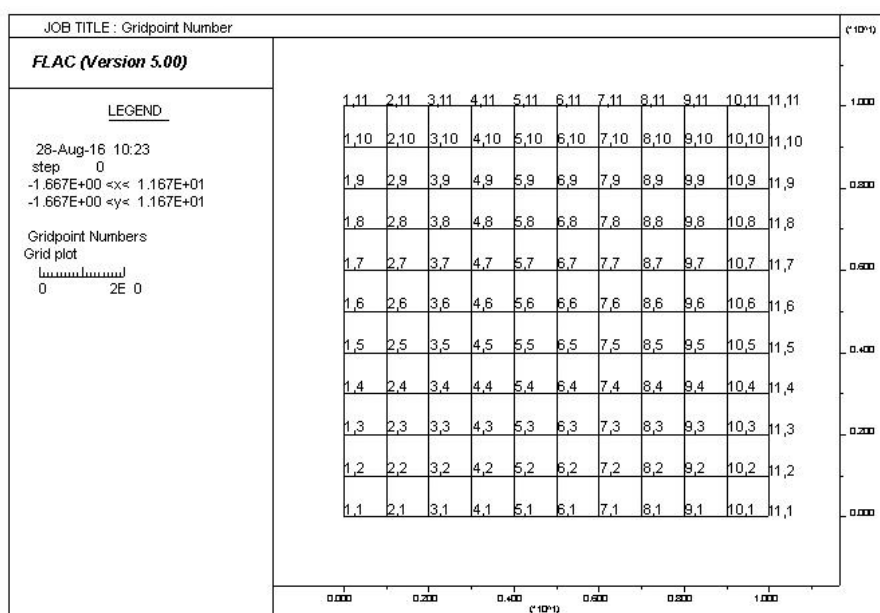 JOB TITLE : Gridpoint Number
FLAC (Version 5.00)
LEGEND
28-Aug-16 10:23
step 0
-1.667E+00 <x< 1.167E+01
-1.667E+00 <y< 1.167E+01
Gridpoint Numbers
Grid plot
0 2E 0
1,11 2,11 3,11 4,11 5,11 6,11 7,11 8,11 9,11 10,11 11,11
1,10 2,10 3,10 4,10 5,10 6,10 7,10 8,10 9,10 10,10 11,10
1,9 2,9 3,9 4,9 5,9 6,9 7,9 8,9 9,9 10,9 11,9
1,8 2,8 3,8 4,8 5,8 6,8 7,8 8,8 9,8 10,8 11,8
1,7 2,7 3,7 4,7 5,7 6,7 7,7 8,7 9,7 10,7 11,7
1,6 2,6 3,6 4,6 5,6 6,6 7,6 8,6 9,6 10,6 11,6
1,5 2,5 3,5 4,5 5,5 6,5 7,5 8,5 9,5 10,5 11,5
1,4 2,4 3,4 4,4 5,4 6,4 7,4 8,4 9,4 10,4 11,4
1,3 2,3 3,3 4,3 5,3 6,3 7,3 8,3 9,3 10,3 11,3
1,2 2,2 3,2 4,2 5,2 6,2 7,2 8,2 9,2 10,2 11,2
1,1 2,1 3,1 4,1 5,1 6,1 7,1 8,1 9,1 10,1 11,1
(*10^1)
1.000
0.800
0.600
0.400
0.200
0.000
0.000 0.200 0.400 0.600 0.800 1.000
(*10^1)